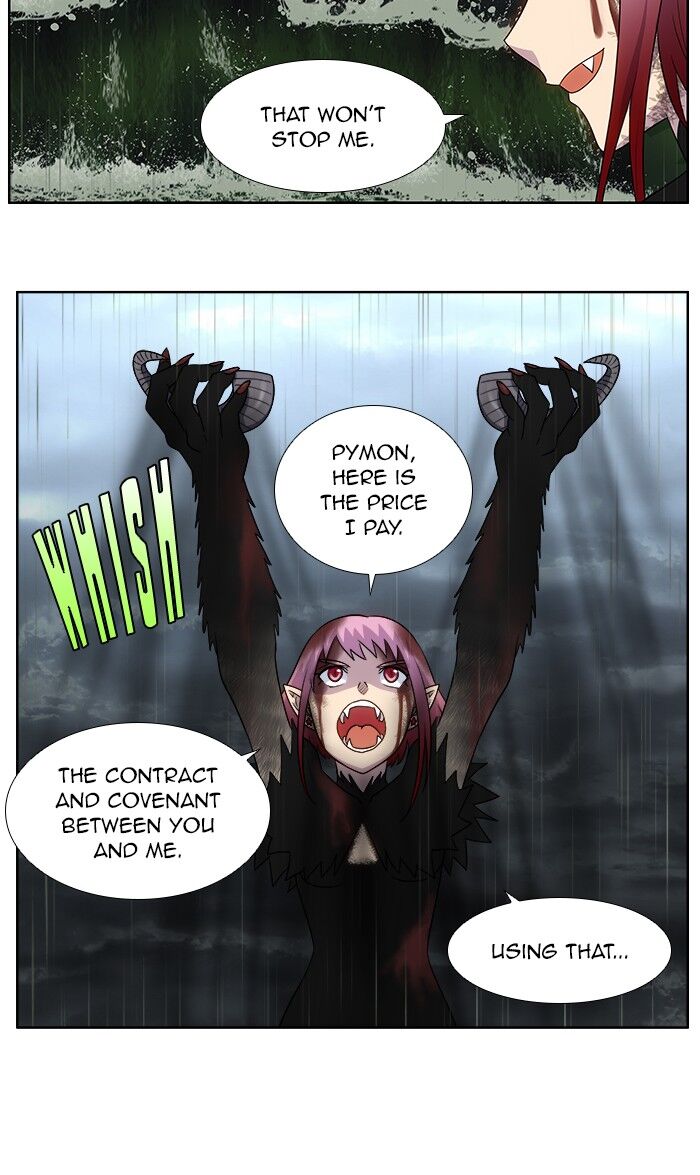 THAT WON'T
STOP ME.
PYMON,
HERE IS
THE PRICE
I PAY.
WHISH
THE CONTRACT
AND COVENANT
BETWEEN YOU
AND ME.
USING THAT...